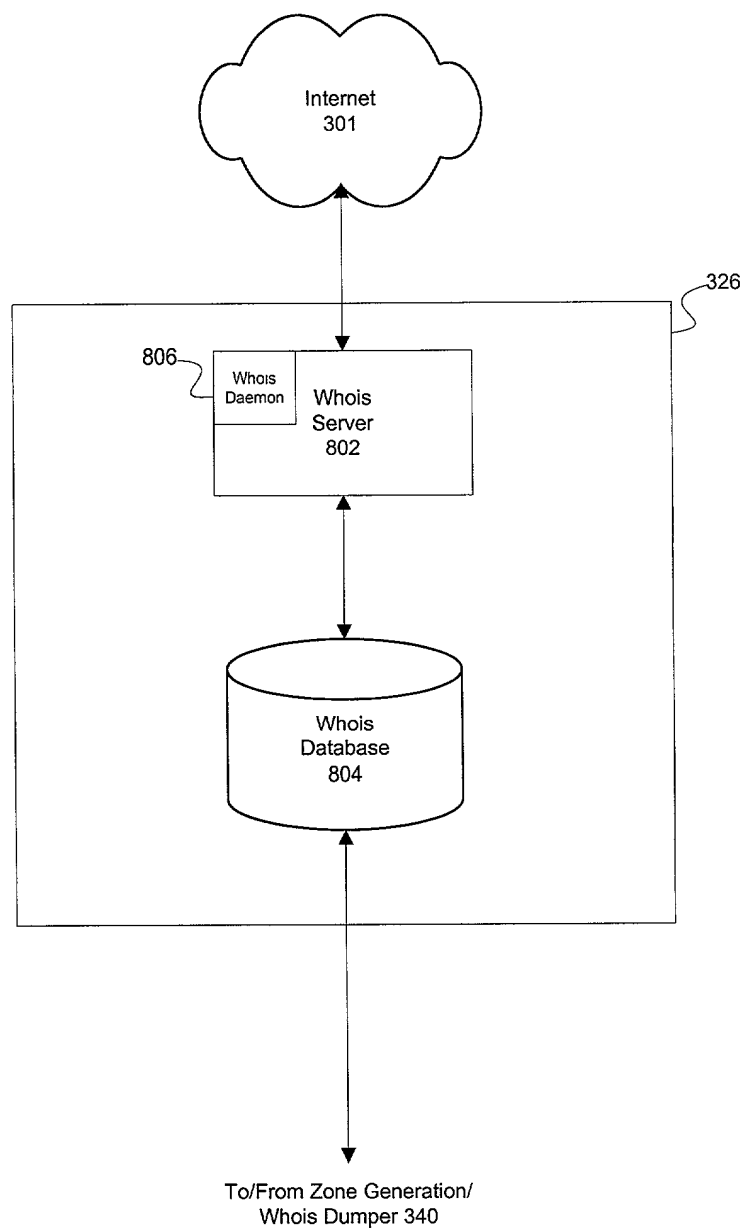 Internet
301
326
806
Whois
Daemon
Whois
Server
802
Whois
Database
804
To/From Zone Generation/
Whois Dumper 340